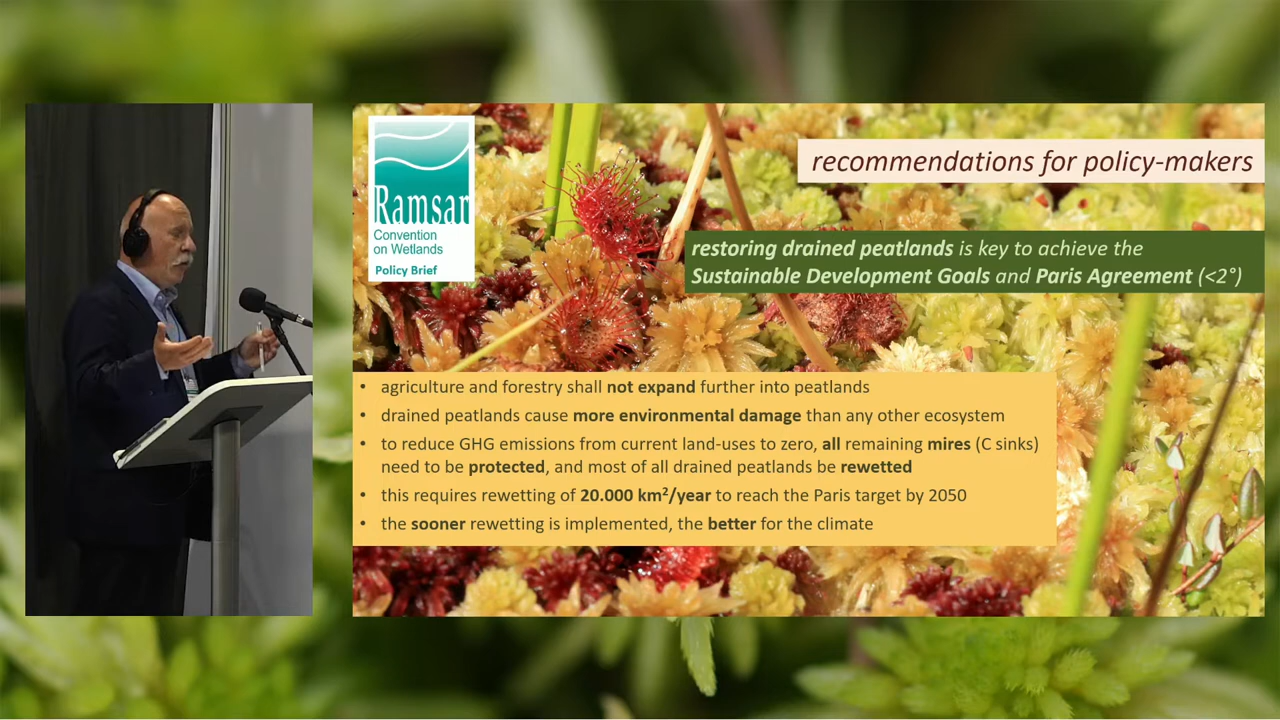 Ramsar
Convention
on Wetlands
Policy Brief
recommendations for policy-makers
restoring drained peatlands is key to achieve the
Sustainable Development Goals and Paris Agreement (<2°)
• agriculture and forestry shall not expand further into peatlands
• drained peatlands cause more environmental damage than any other ecosystem
• to reduce GHG emissions from current land-uses to zero, all remaining mires (C sinks)
need to be protected, and most of all drained peatlands be rewetted
• this requires rewetting of 20.000 km²/year to reach the Paris target by 2050
• the sooner rewetting is implemented, the better for the climate